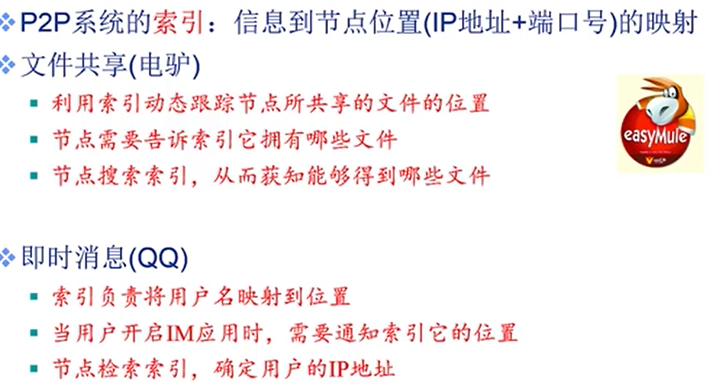 P2P系统的索引：信息到节点位置(IP地址+端口号)的映射
文件共享(电驴)
利用索引动态跟踪节点所共享的文件的位置
节点需要告诉索引它拥有哪些文件
节点搜索索引，从而获知能够得到哪些文件
easyMule
即时消息(QQ)
索引负责将用户名映射到位置
当用户开启IM应用时，需要通知索引它的位置
节点检索索引，确定用户的IP地址